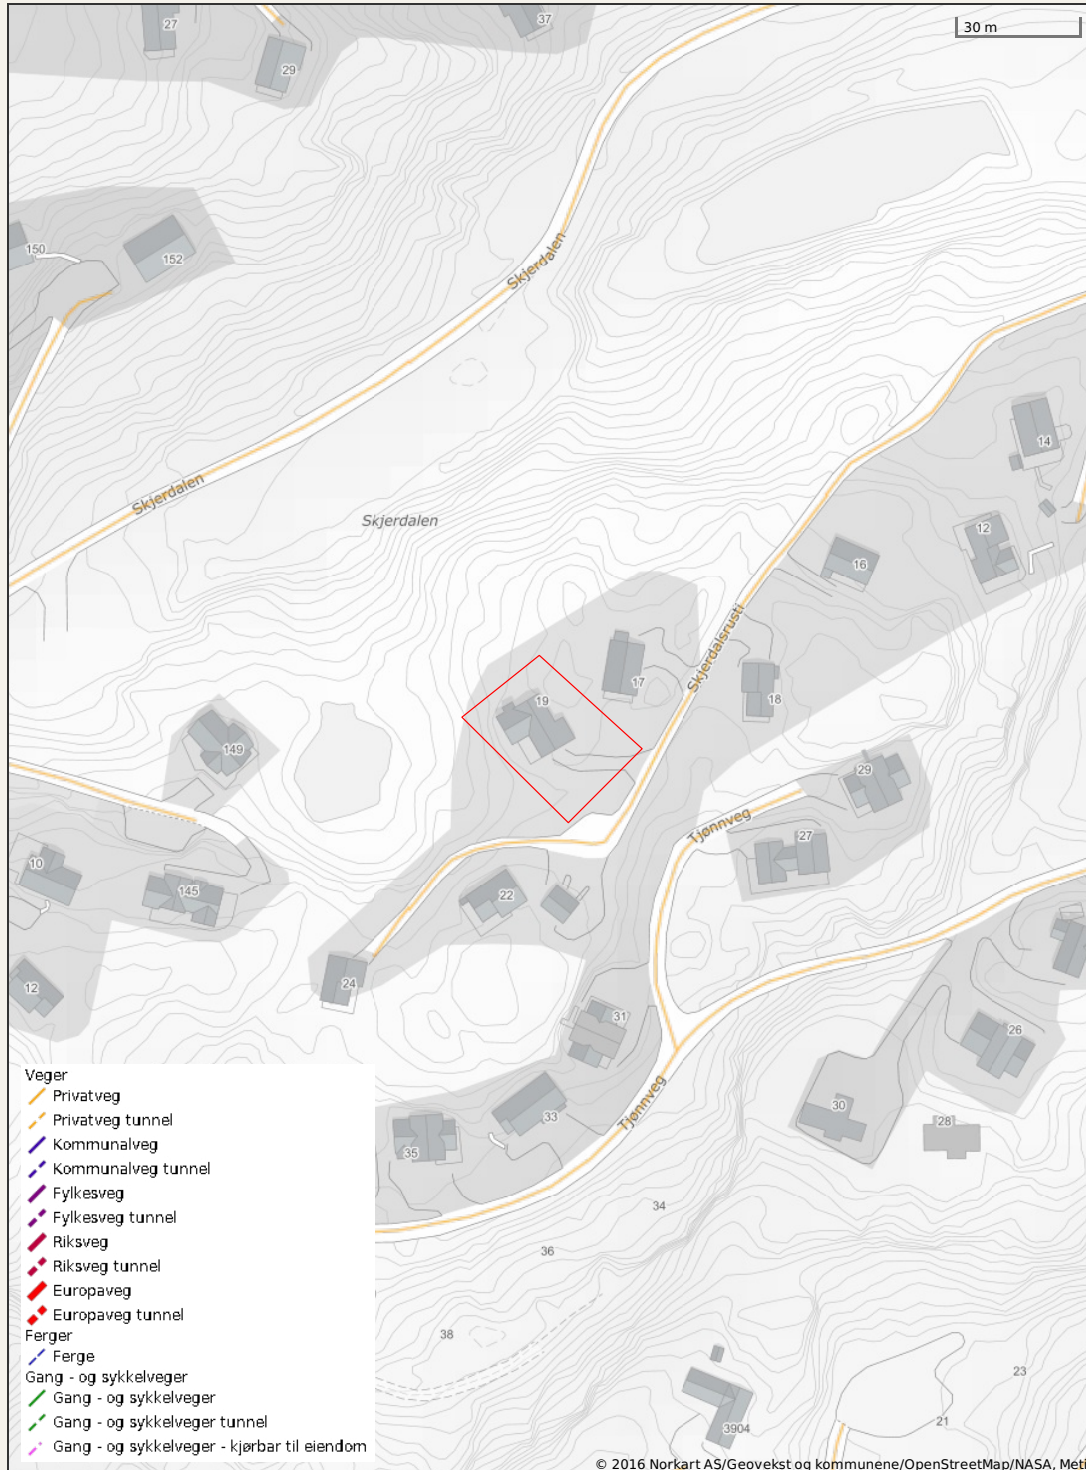 37
27
30 m
29
150
152
Skjerdalen
14
Skjerdalen
Skjerdalen
12
16
Skjerdalsrusti
17
18
19
149
29
Tjønnveg
27
10
145
22
24
12
31
26
30
33
28
35
Tjønnveg
34
36
38
23
21
3904
Veger
Privatveg
Privatveg tunnel
Kommunalveg
Kommunalveg tunnel
Fylkesveg
Fylkesveg tunnel
Riksveg
Riksveg tunnel
Europaveg
Europaveg tunnel
Ferger
Ferge
Gang - og sykkelveger
Gang - og sykkelveger
Gang - og sykkelveger tunnel
Gang - og sykkelveger - kjørbar til eiendom
© 2016 Norkart AS/Geovekst og kommunene/OpenStreetMap/NASA, Meti